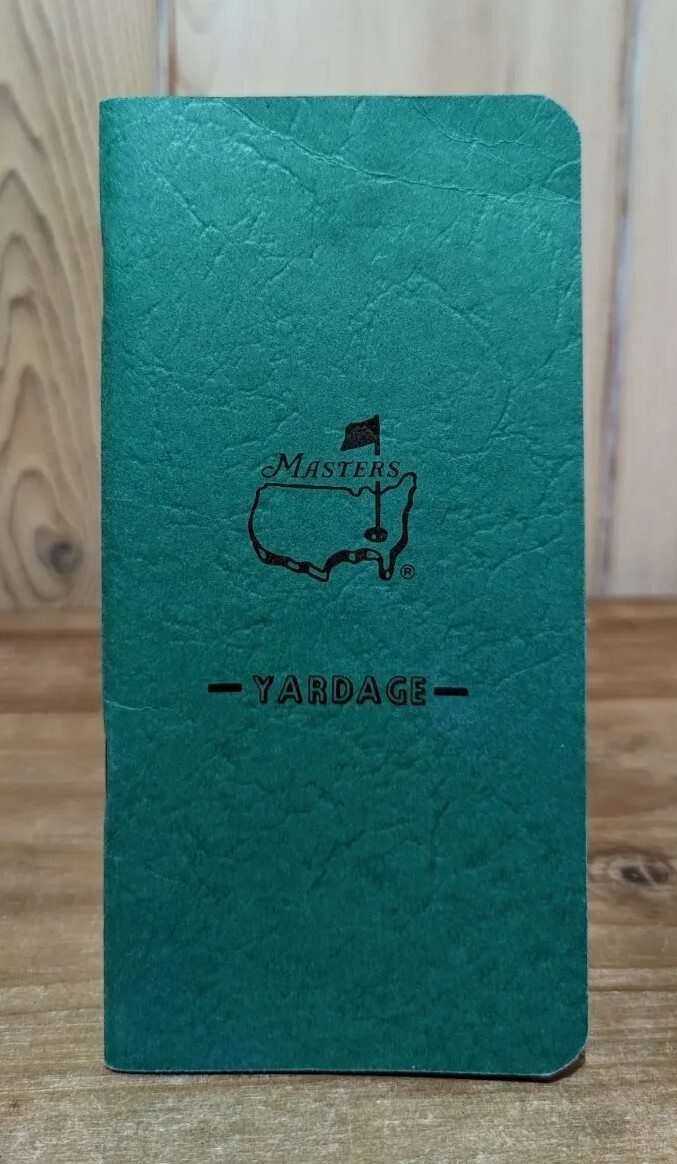 MASTERS
®
— YARDAGE —